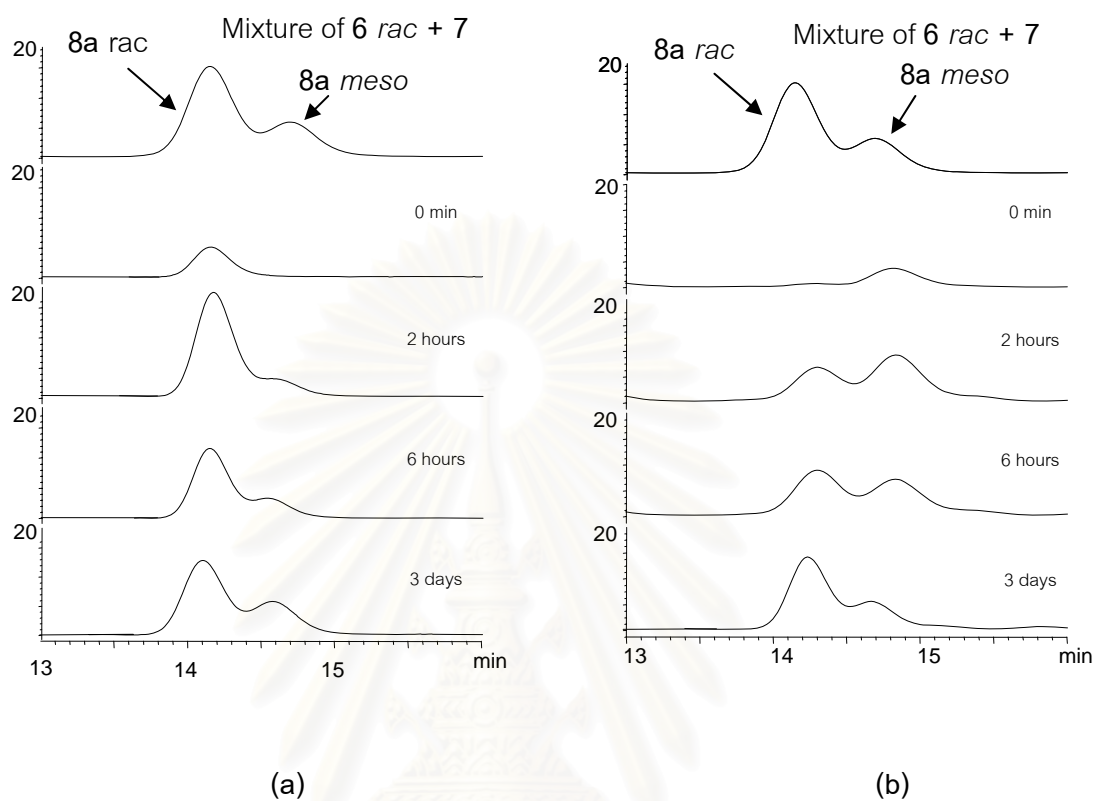 Mixture of 6 rac + 7
8a rac
8a meso
20
20
0 min
20
2 hours
20
6 hours
20
3 days
13 14 15 min
(a)
Mixture of 6 rac + 7
8a rac
8a meso
20
20
0 min
20
2 hours
20
6 hours
20
3 days
13 14 15 min
(b)